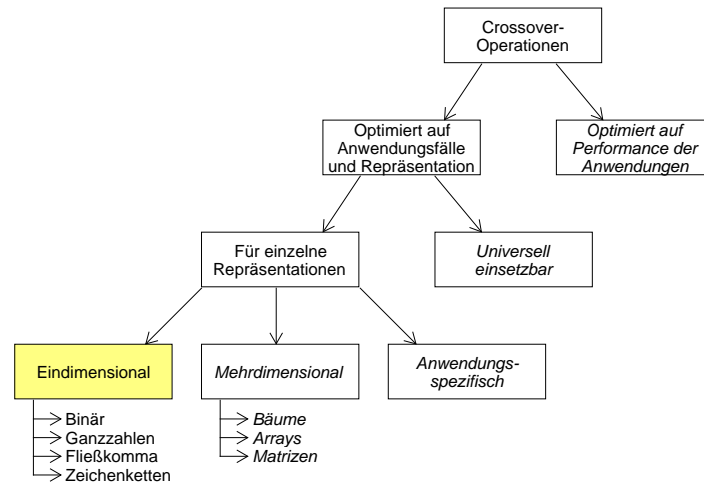 Crossover-
Operationen
Optimiert auf
Anwendungsfälle
und Repräsentation
Optimiert auf
Performance der
Anwendungen
Für einzelne
Repräsentationen
Universell
einsetzbar
Eindimensional
Mehrdimensional
Anwendungs-
spezifisch
Binär
Ganzzahlen
Fließkomma
Zeichenketten
Bäume
Arrays
Matrizen